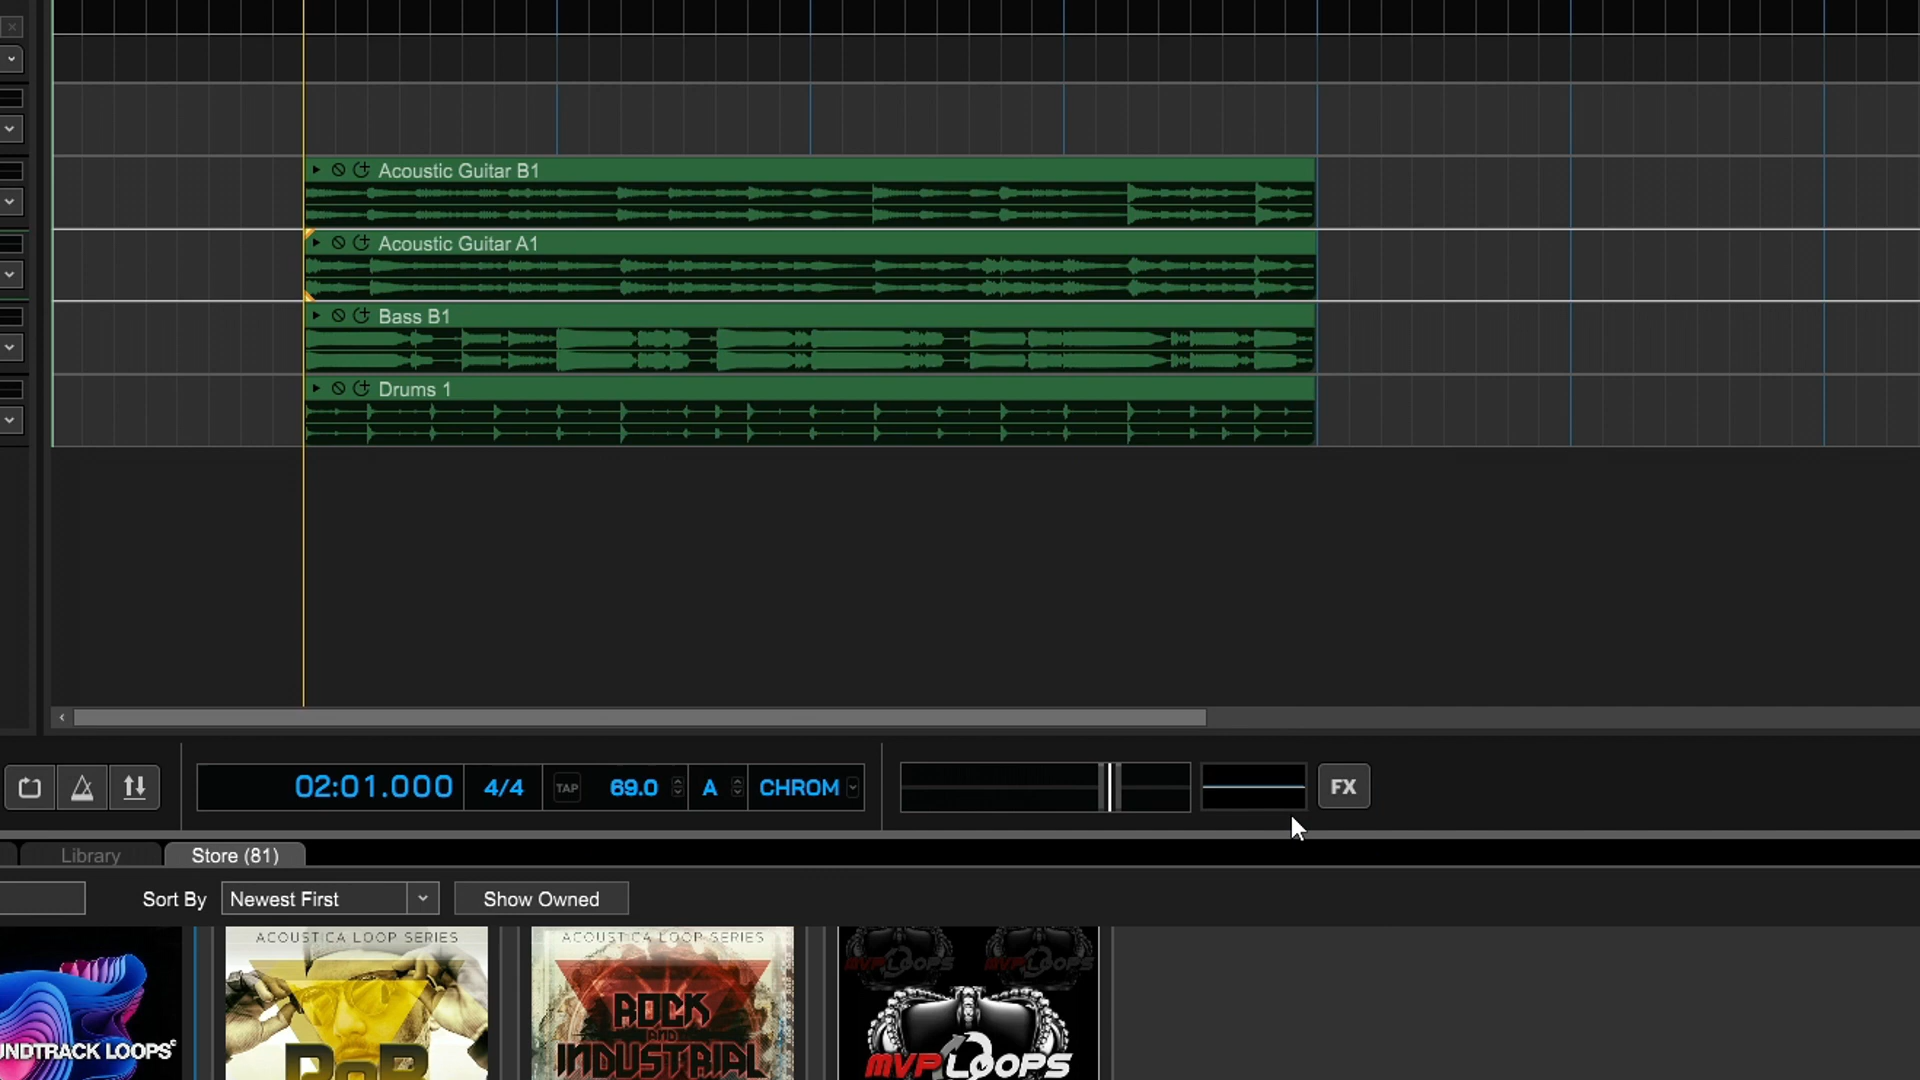 Acoustic Guitar B1
Acoustic Guitar A1
Bass B1
Drums 1
02:01.000 4/4 TAP 69.0 A CHROM FX
Library Store (81)
Sort By Newest First Show Owned
ACOUSTICA LOOP SERIES
RnB
ACOUSTICA LOOP SERIES
ROCK
AND
INDUSTRIAL
MVP LOOPS MVP LOOPS
MVP LOOPS
UNDTRACK LOOPS